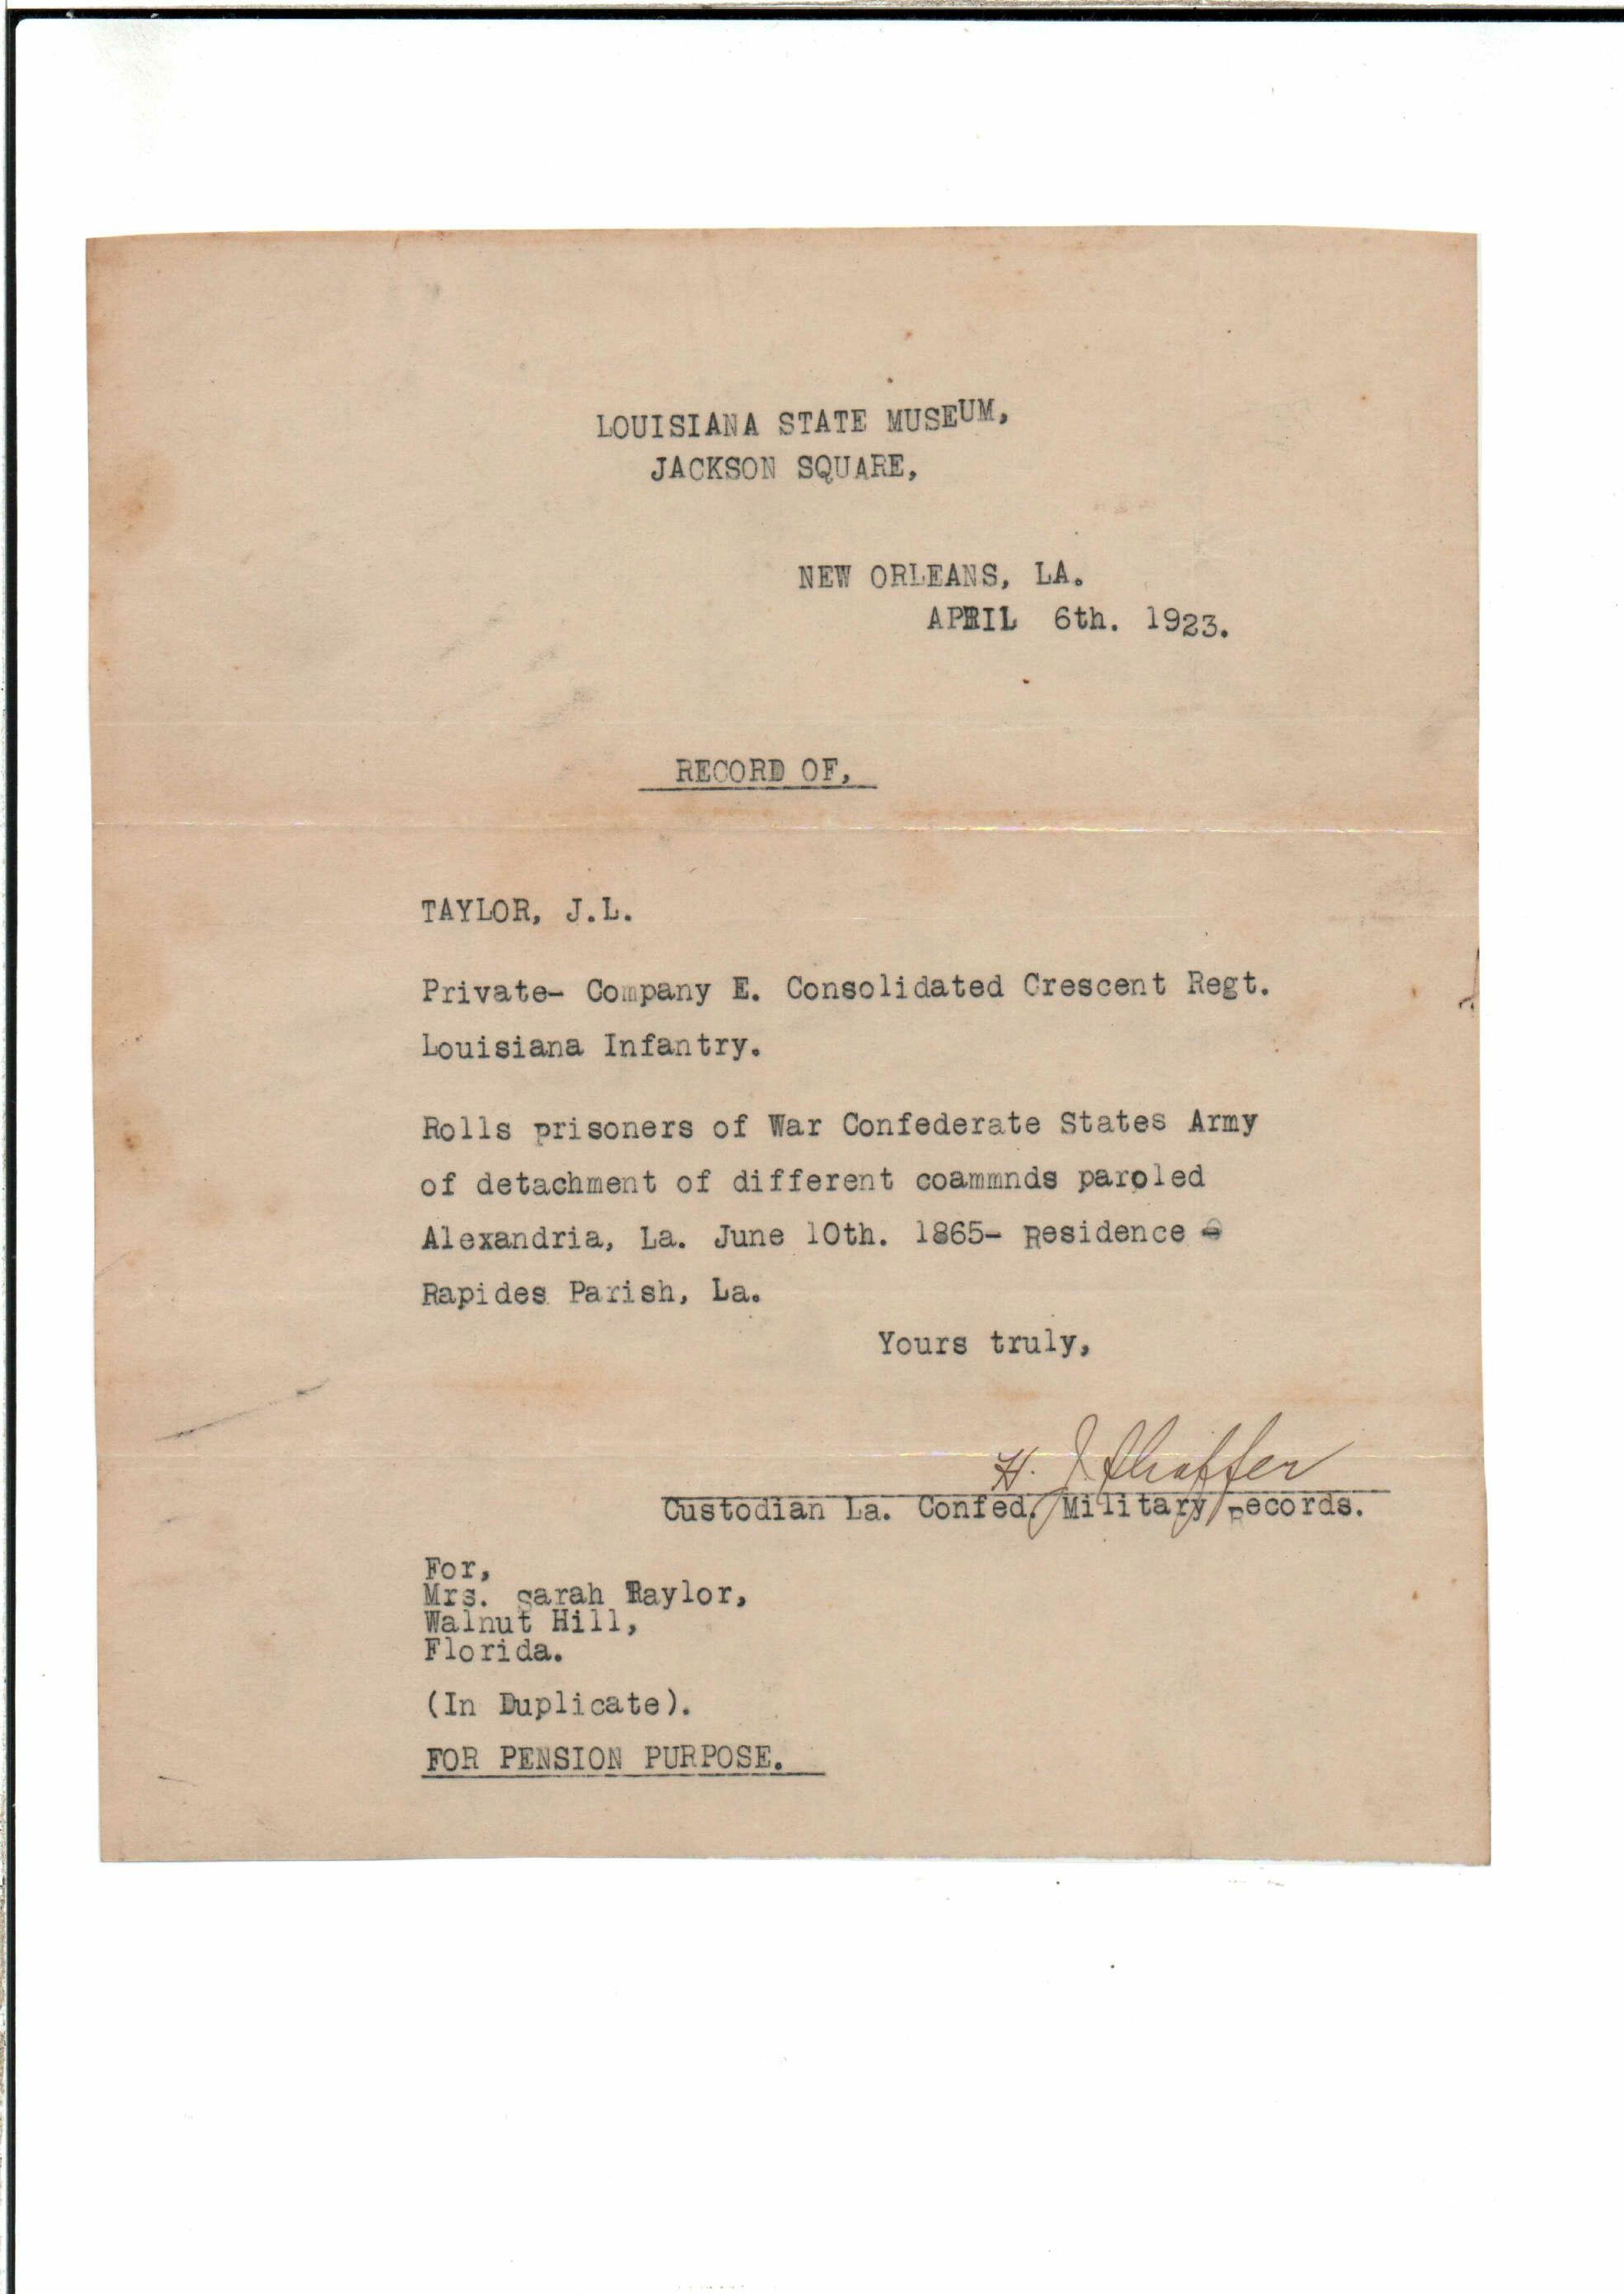 LOUISIANA STATE MUSEUM,
JACKSON SQUARE,
NEW ORLEANS, LA.
APRIL 6th. 1923.
RECORD OF,
TAYLOR, J.L.
Private- Company E. Consolidated Crescent Regt.
Louisiana Infantry.
Rolls prisoners of War Confederate States Army
of detachment of different coammnds paroled
Alexandria, La. June 10th. 1865- Residence -
Rapides Parish, La.
Yours truly,
H. J. Shaffer
Custodian La. Confed. Military Records.
For,
Mrs. Sarah Taylor,
Walnut Hill,
Florida.
(In Duplicate).
FOR PENSION PURPOSE.